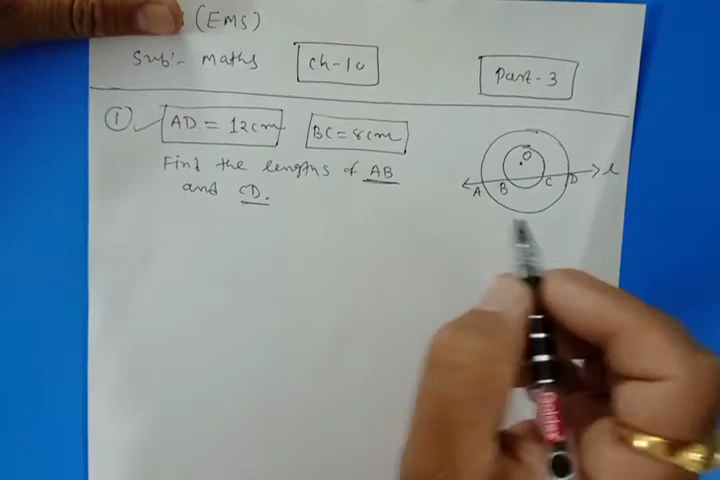 (EMS)
Sub:- Maths Ch-10 Part-3
① AD = 12cm BC = 8cm
Find the lengths of AB
and CD.
O
l
A B C D